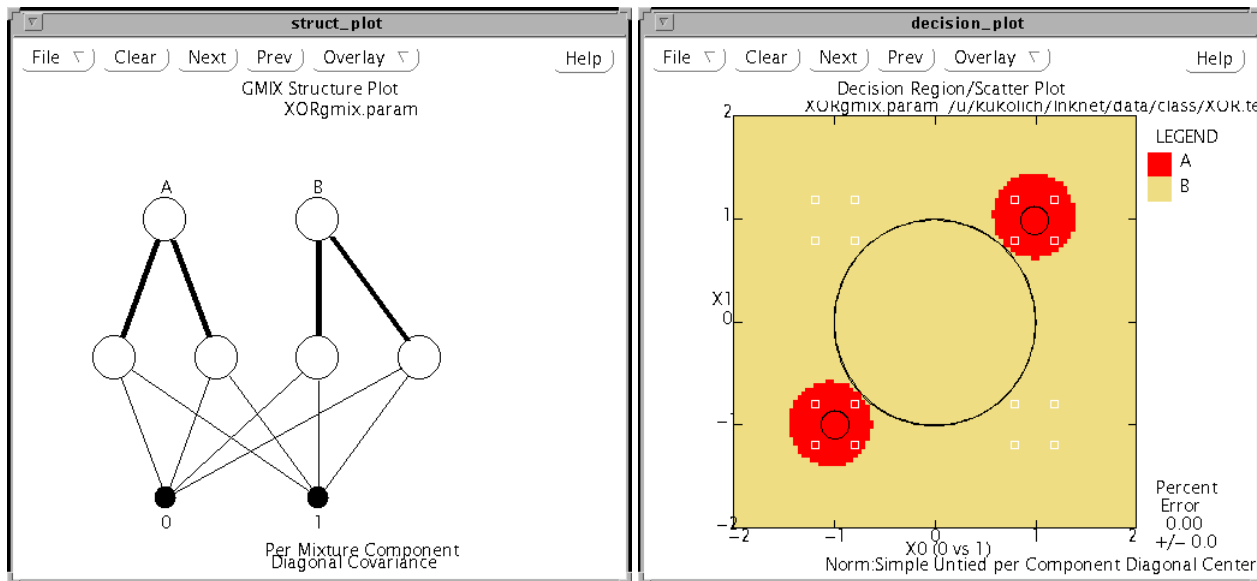 struct_plot
File Clear Next Prev Overlay Help
GMIX Structure Plot
XORgmix.param
A B
0 1
Per Mixture Component
Diagonal Covariance
decision_plot
File Clear Next Prev Overlay Help
Decision Region/Scatter Plot
XORgmix.param /u/kukolich/lnknet/data/class/XOR.te
2
LEGEND
A
B
1
X1
0
-1
-2
-2 -1 0 1 2
X0 (0 vs 1)
Percent
Error
0.00
+/- 0.0
Norm:Simple Untied per Component Diagonal Center